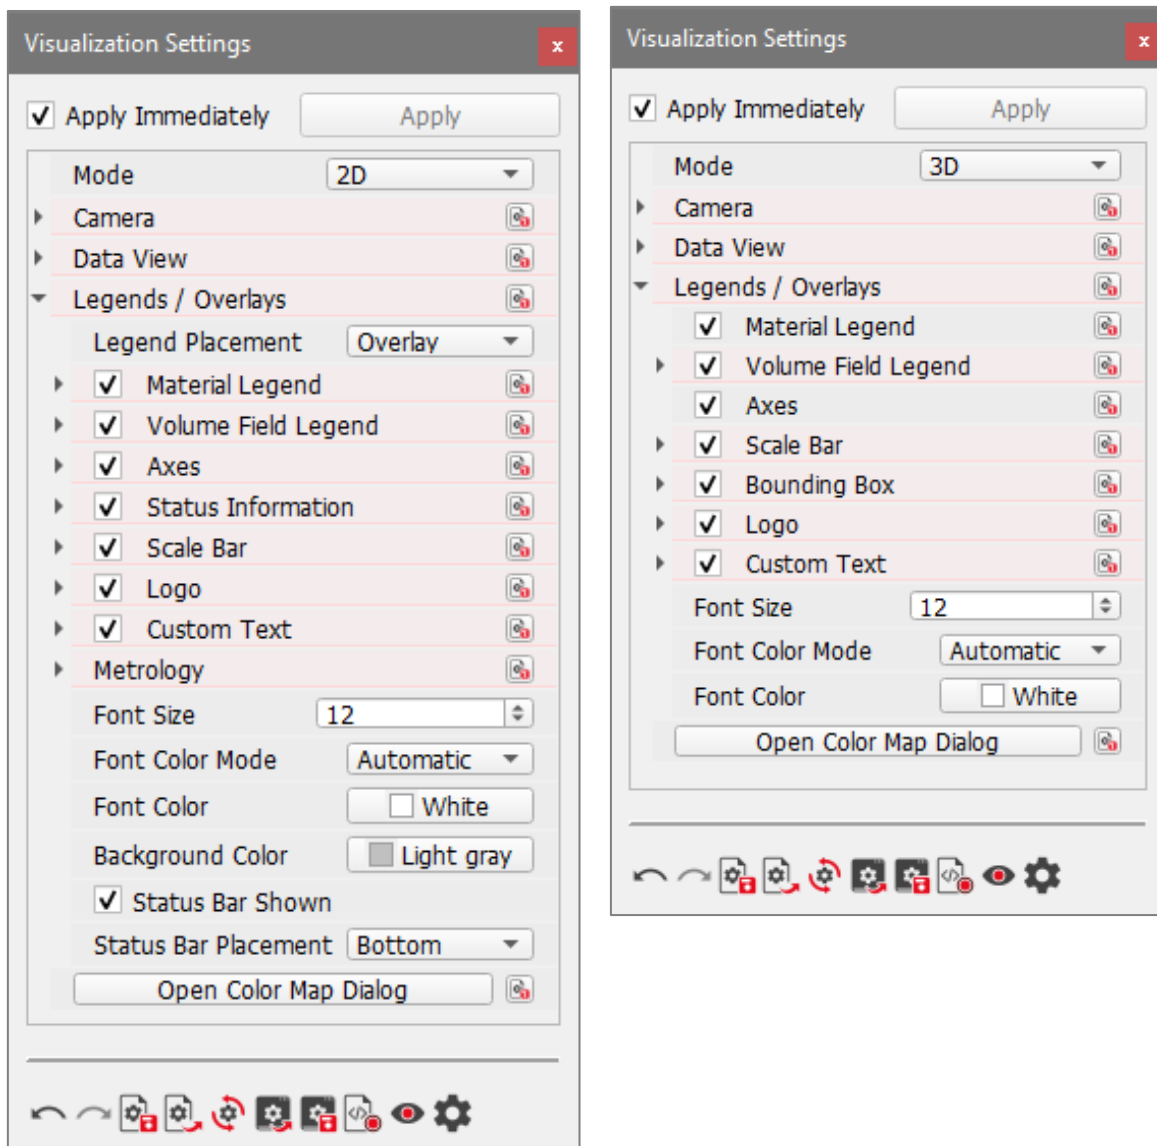 Visualization Settings
x
Apply Immediately Apply
Mode 2D
Camera
Data View
Legends / Overlays
Legend Placement Overlay
Material Legend
Volume Field Legend
Axes
Status Information
Scale Bar
Logo
Custom Text
Metrology
Font Size 12
Font Color Mode Automatic
Font Color White
Background Color Light gray
Status Bar Shown
Status Bar Placement Bottom
Open Color Map Dialog
Visualization Settings
x
Apply Immediately Apply
Mode 3D
Camera
Data View
Legends / Overlays
Material Legend
Volume Field Legend
Axes
Scale Bar
Bounding Box
Logo
Custom Text
Font Size 12
Font Color Mode Automatic
Font Color White
Open Color Map Dialog